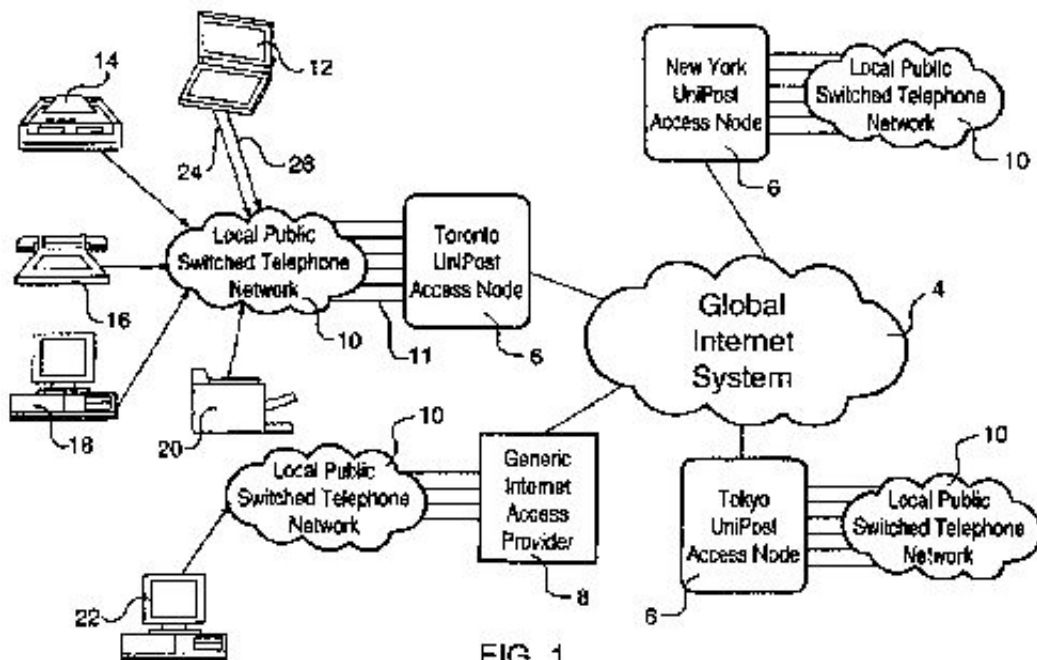 14
12
24
26
Local Public
Switched Telephone
Network
10
16
18
20
11
Toronto
UniPost
Access Node
6
New York
UniPost
Access Node
6
Local Public
Switched Telephone
Network
10
Global
Internet
System
4
10
Local Public
Switched Telephone
Network
Generic
Internet
Access
Provider
8
22
Tokyo
UniPost
Access Node
6
10
Local Public
Switched Telephone
Network
FIG. 1